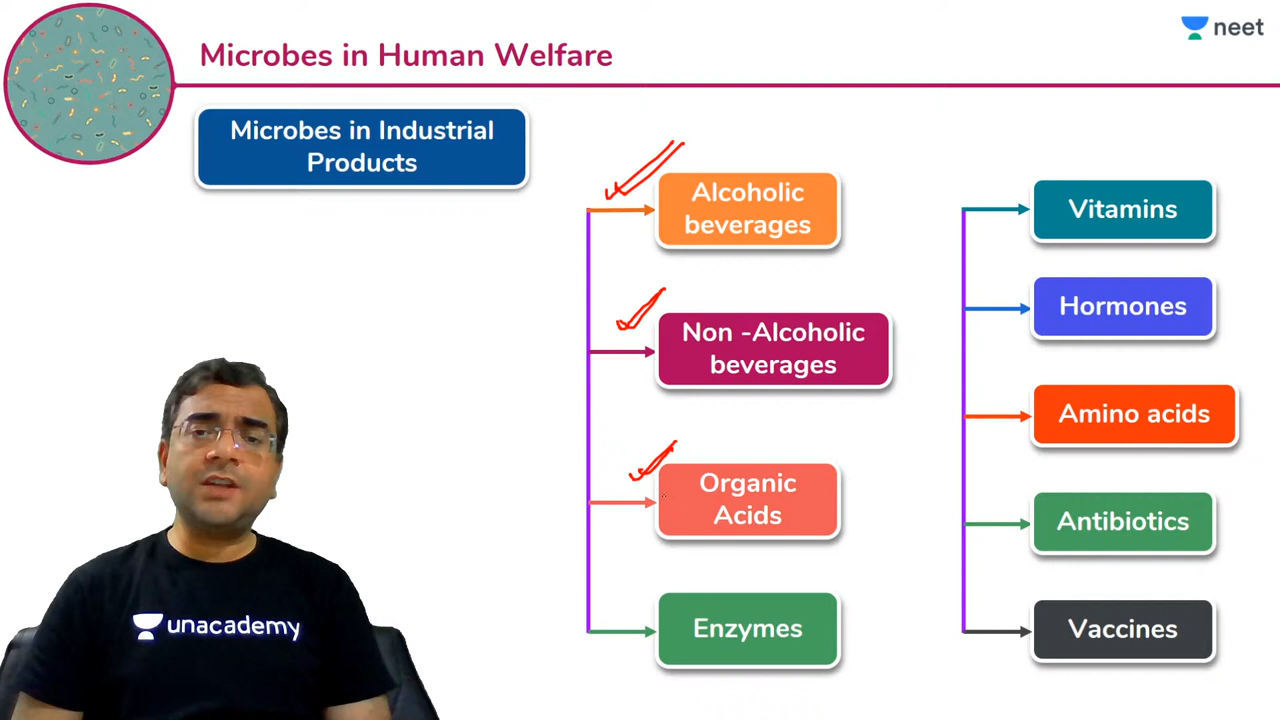 neet
Microbes in Human Welfare
Microbes in Industrial
Products
Alcoholic
beverages
Non -Alcoholic
beverages
Organic
Acids
Enzymes
Vitamins
Hormones
Amino acids
Antibiotics
Vaccines
unacademy